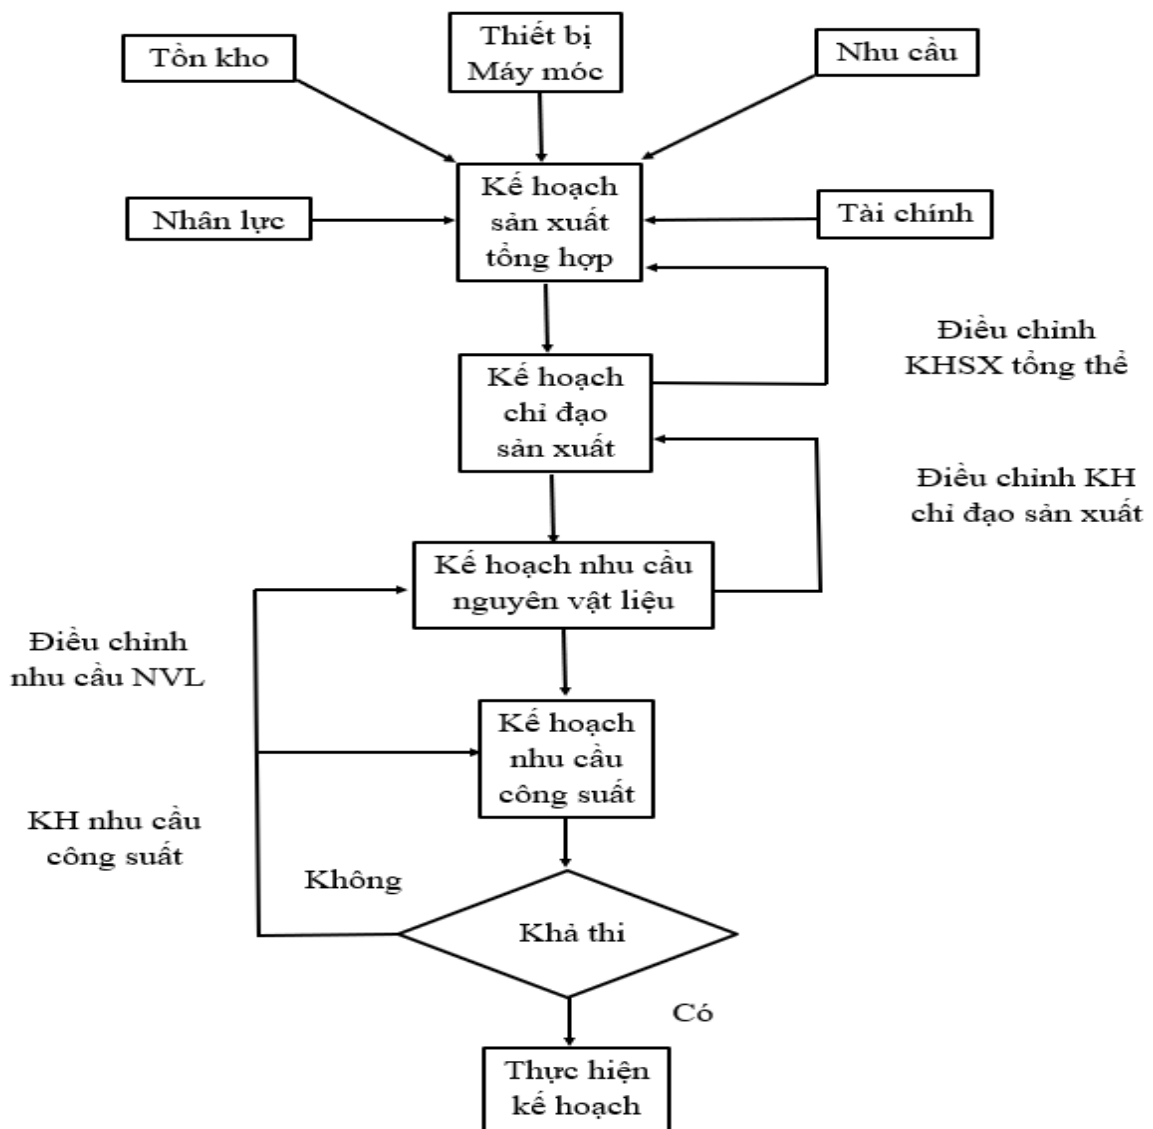 Tồn kho
Thiết bị
Máy móc
Nhu cầu
Nhân lực
Kế hoạch
sản xuất
tổng hợp
Tài chính
Điều chỉnh
KHSX tổng thể
Kế hoạch
chỉ đạo
sản xuất
Điều chỉnh KH
chỉ đạo sản xuất
Kế hoạch nhu cầu
nguyên vật liệu
Điều chỉnh
nhu cầu NVL
Kế hoạch
nhu cầu
công suất
KH nhu cầu
công suất
Không
Khả thi
Có
Thực hiện
kế hoạch